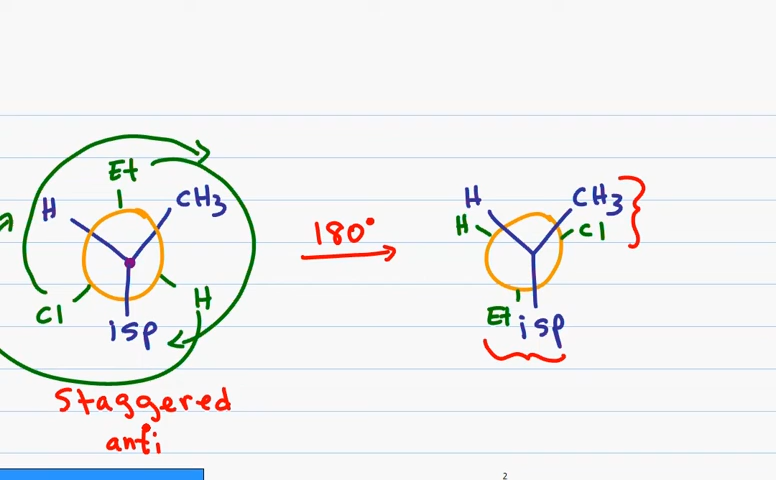 Et
H CH3
Cl H
isp
Staggered
anti
180°
H CH3
H Cl
Et isp
2